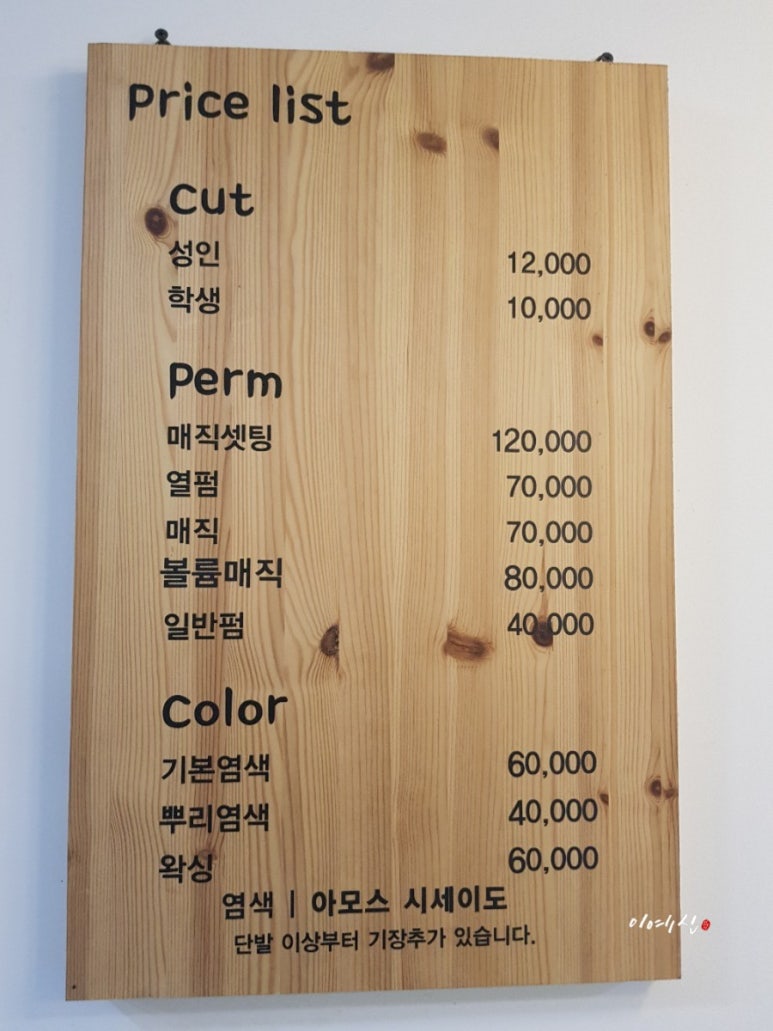 Price list
Cut
성인 12,000
학생 10,000
Perm
매직셋팅 120,000
열펌 70,000
매직 70,000
볼륨매직 80,000
일반펌 40,000
Color
기본염색 60,000
뿌리염색 40,000
왁싱 60,000
염색 | 아모스 시세이도
단발 이상부터 기장추가 있습니다.